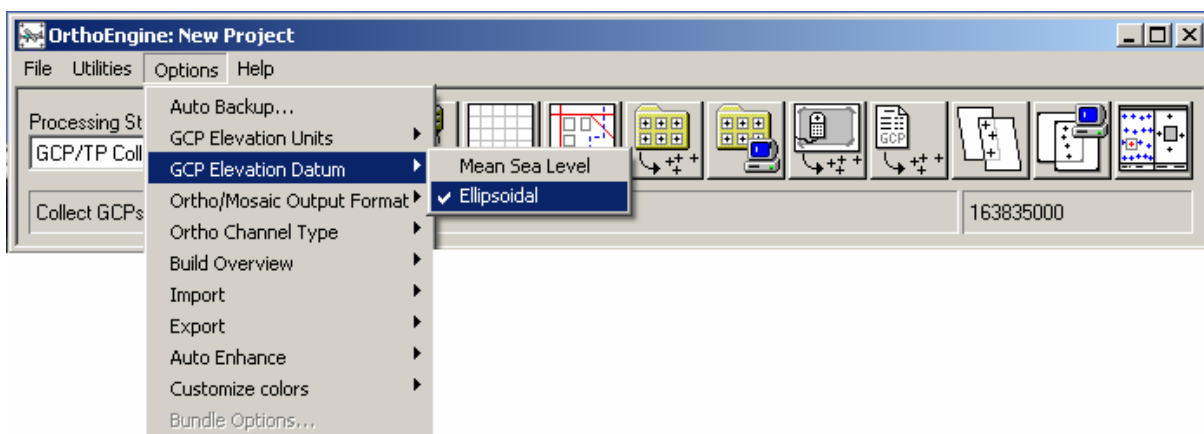 OrthoEngine: New Project
File Utilities Options Help
Processing St
GCP/TP Coll
Collect GCPs
Auto Backup...
GCP Elevation Units
GCP Elevation Datum
Ortho/Mosaic Output Format
Ortho Channel Type
Build Overview
Import
Export
Auto Enhance
Customize colors
Bundle Options...
Mean Sea Level
Ellipsoidal
GCP
163835000